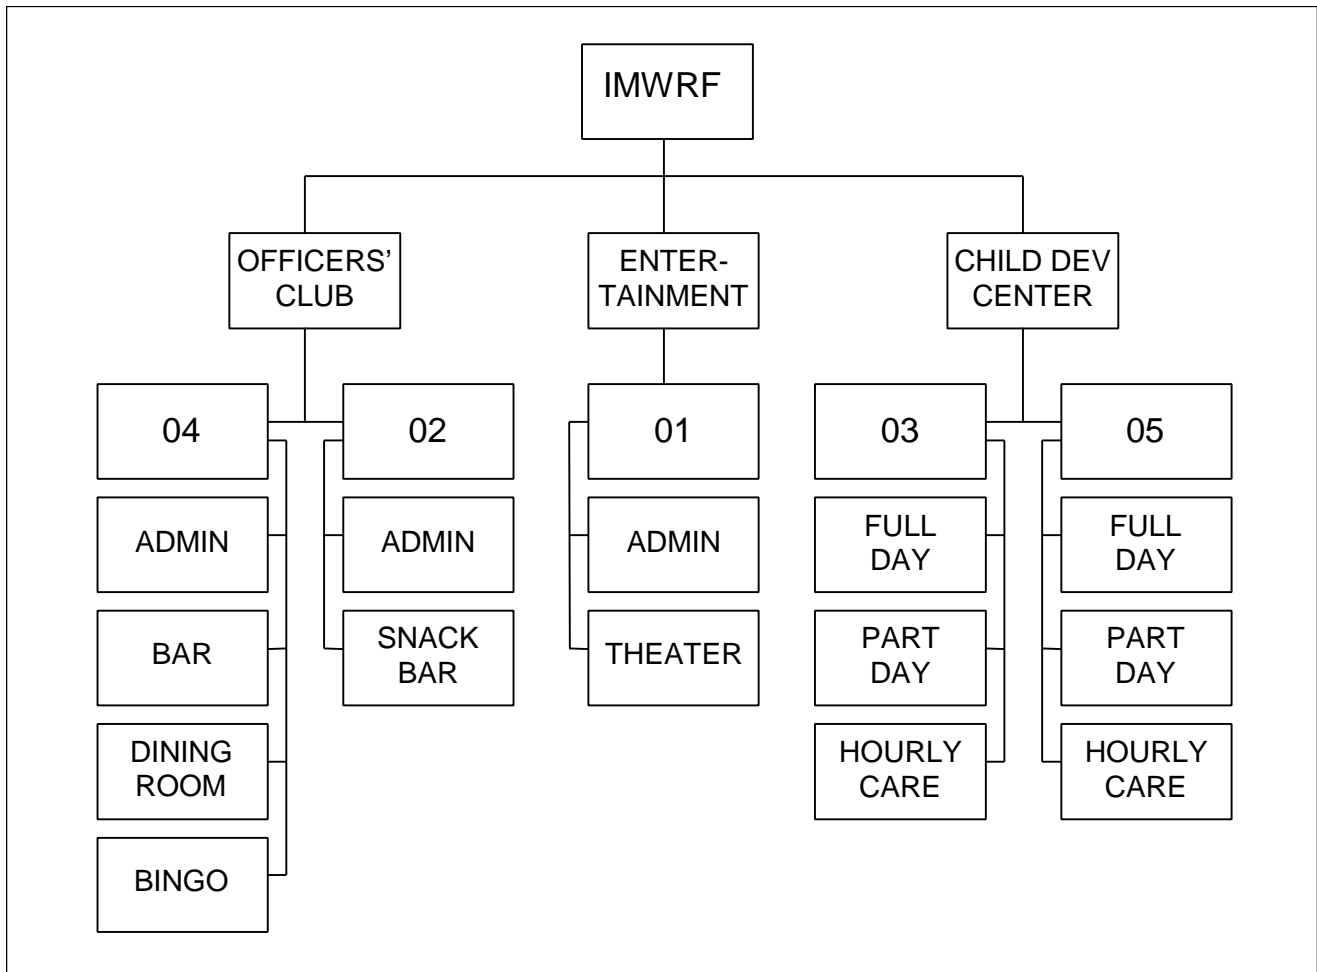 IMWRF
OFFICERS’
CLUB
ENTER-
TAINMENT
CHILD DEV
CENTER
04
ADMIN
BAR
DINING
ROOM
BINGO
02
ADMIN
SNACK
BAR
01
ADMIN
THEATER
03
FULL
DAY
PART
DAY
HOURLY
CARE
05
FULL
DAY
PART
DAY
HOURLY
CARE